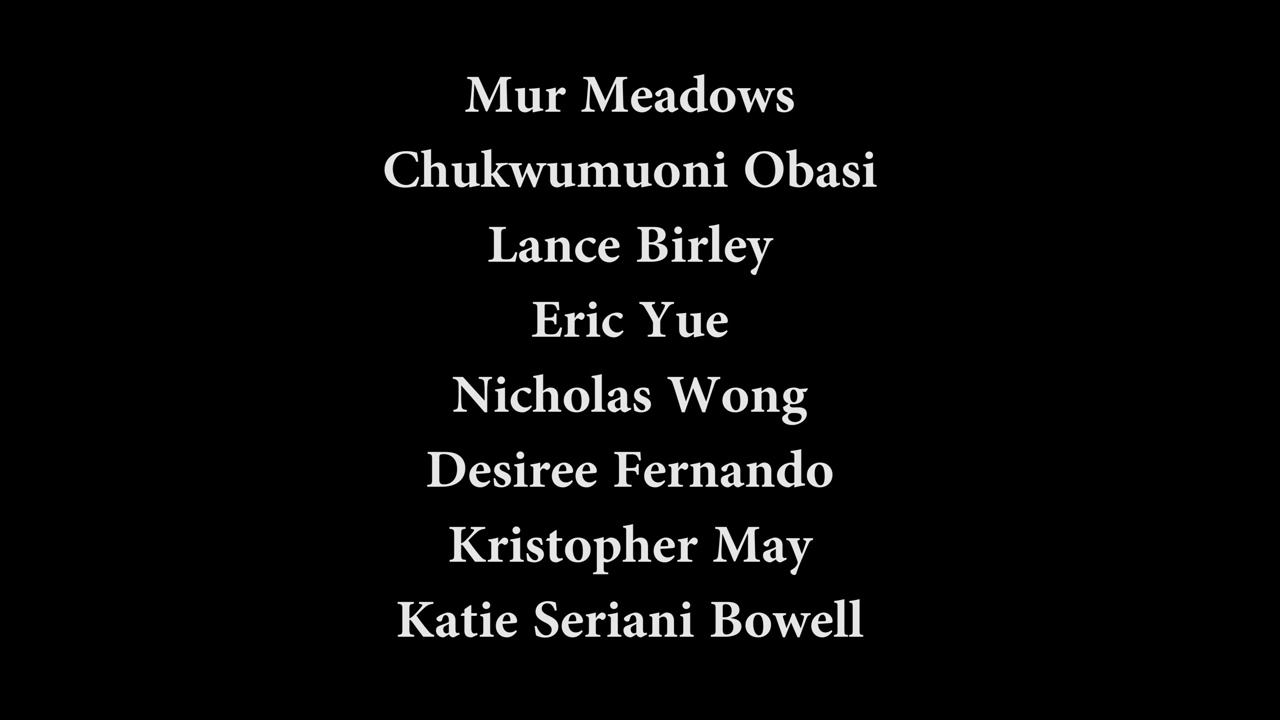 Mur Meadows
Chukwumuoni Obasi
Lance Birley
Eric Yue
Nicholas Wong
Desiree Fernando
Kristopher May
Katie Seriani Bowell